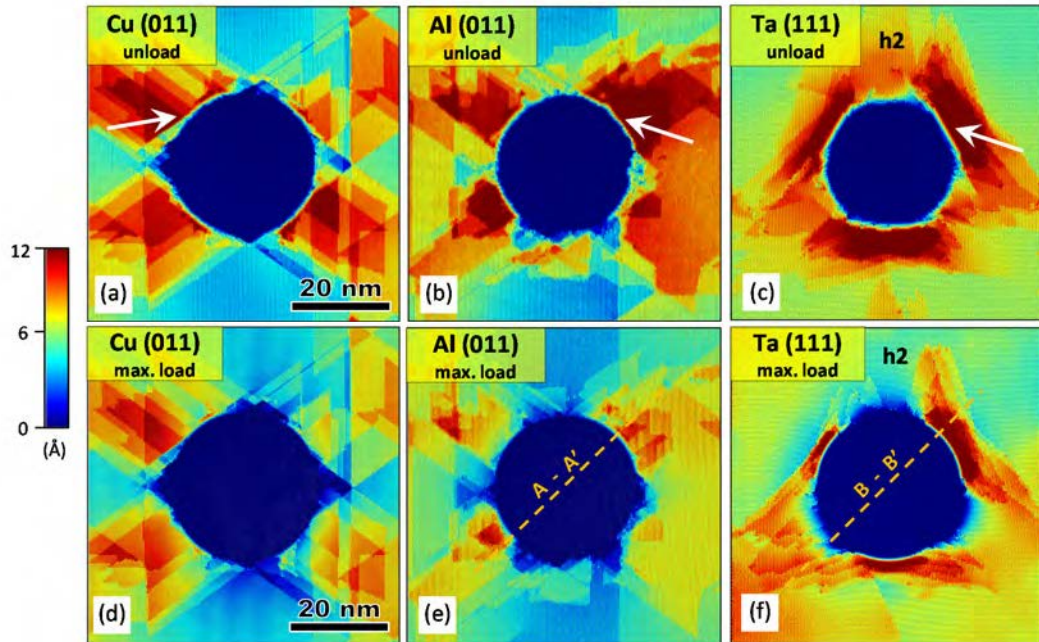 Cu (011)
unload
Al (011)
unload
Ta (111)
unload
h2
12
6
0
(Å)
(a)
20 nm
(b)
(c)
Cu (011)
max. load
Al (011)
max. load
Ta (111)
max. load
h2
A - A'
B - B'
(d)
20 nm
(e)
(f)